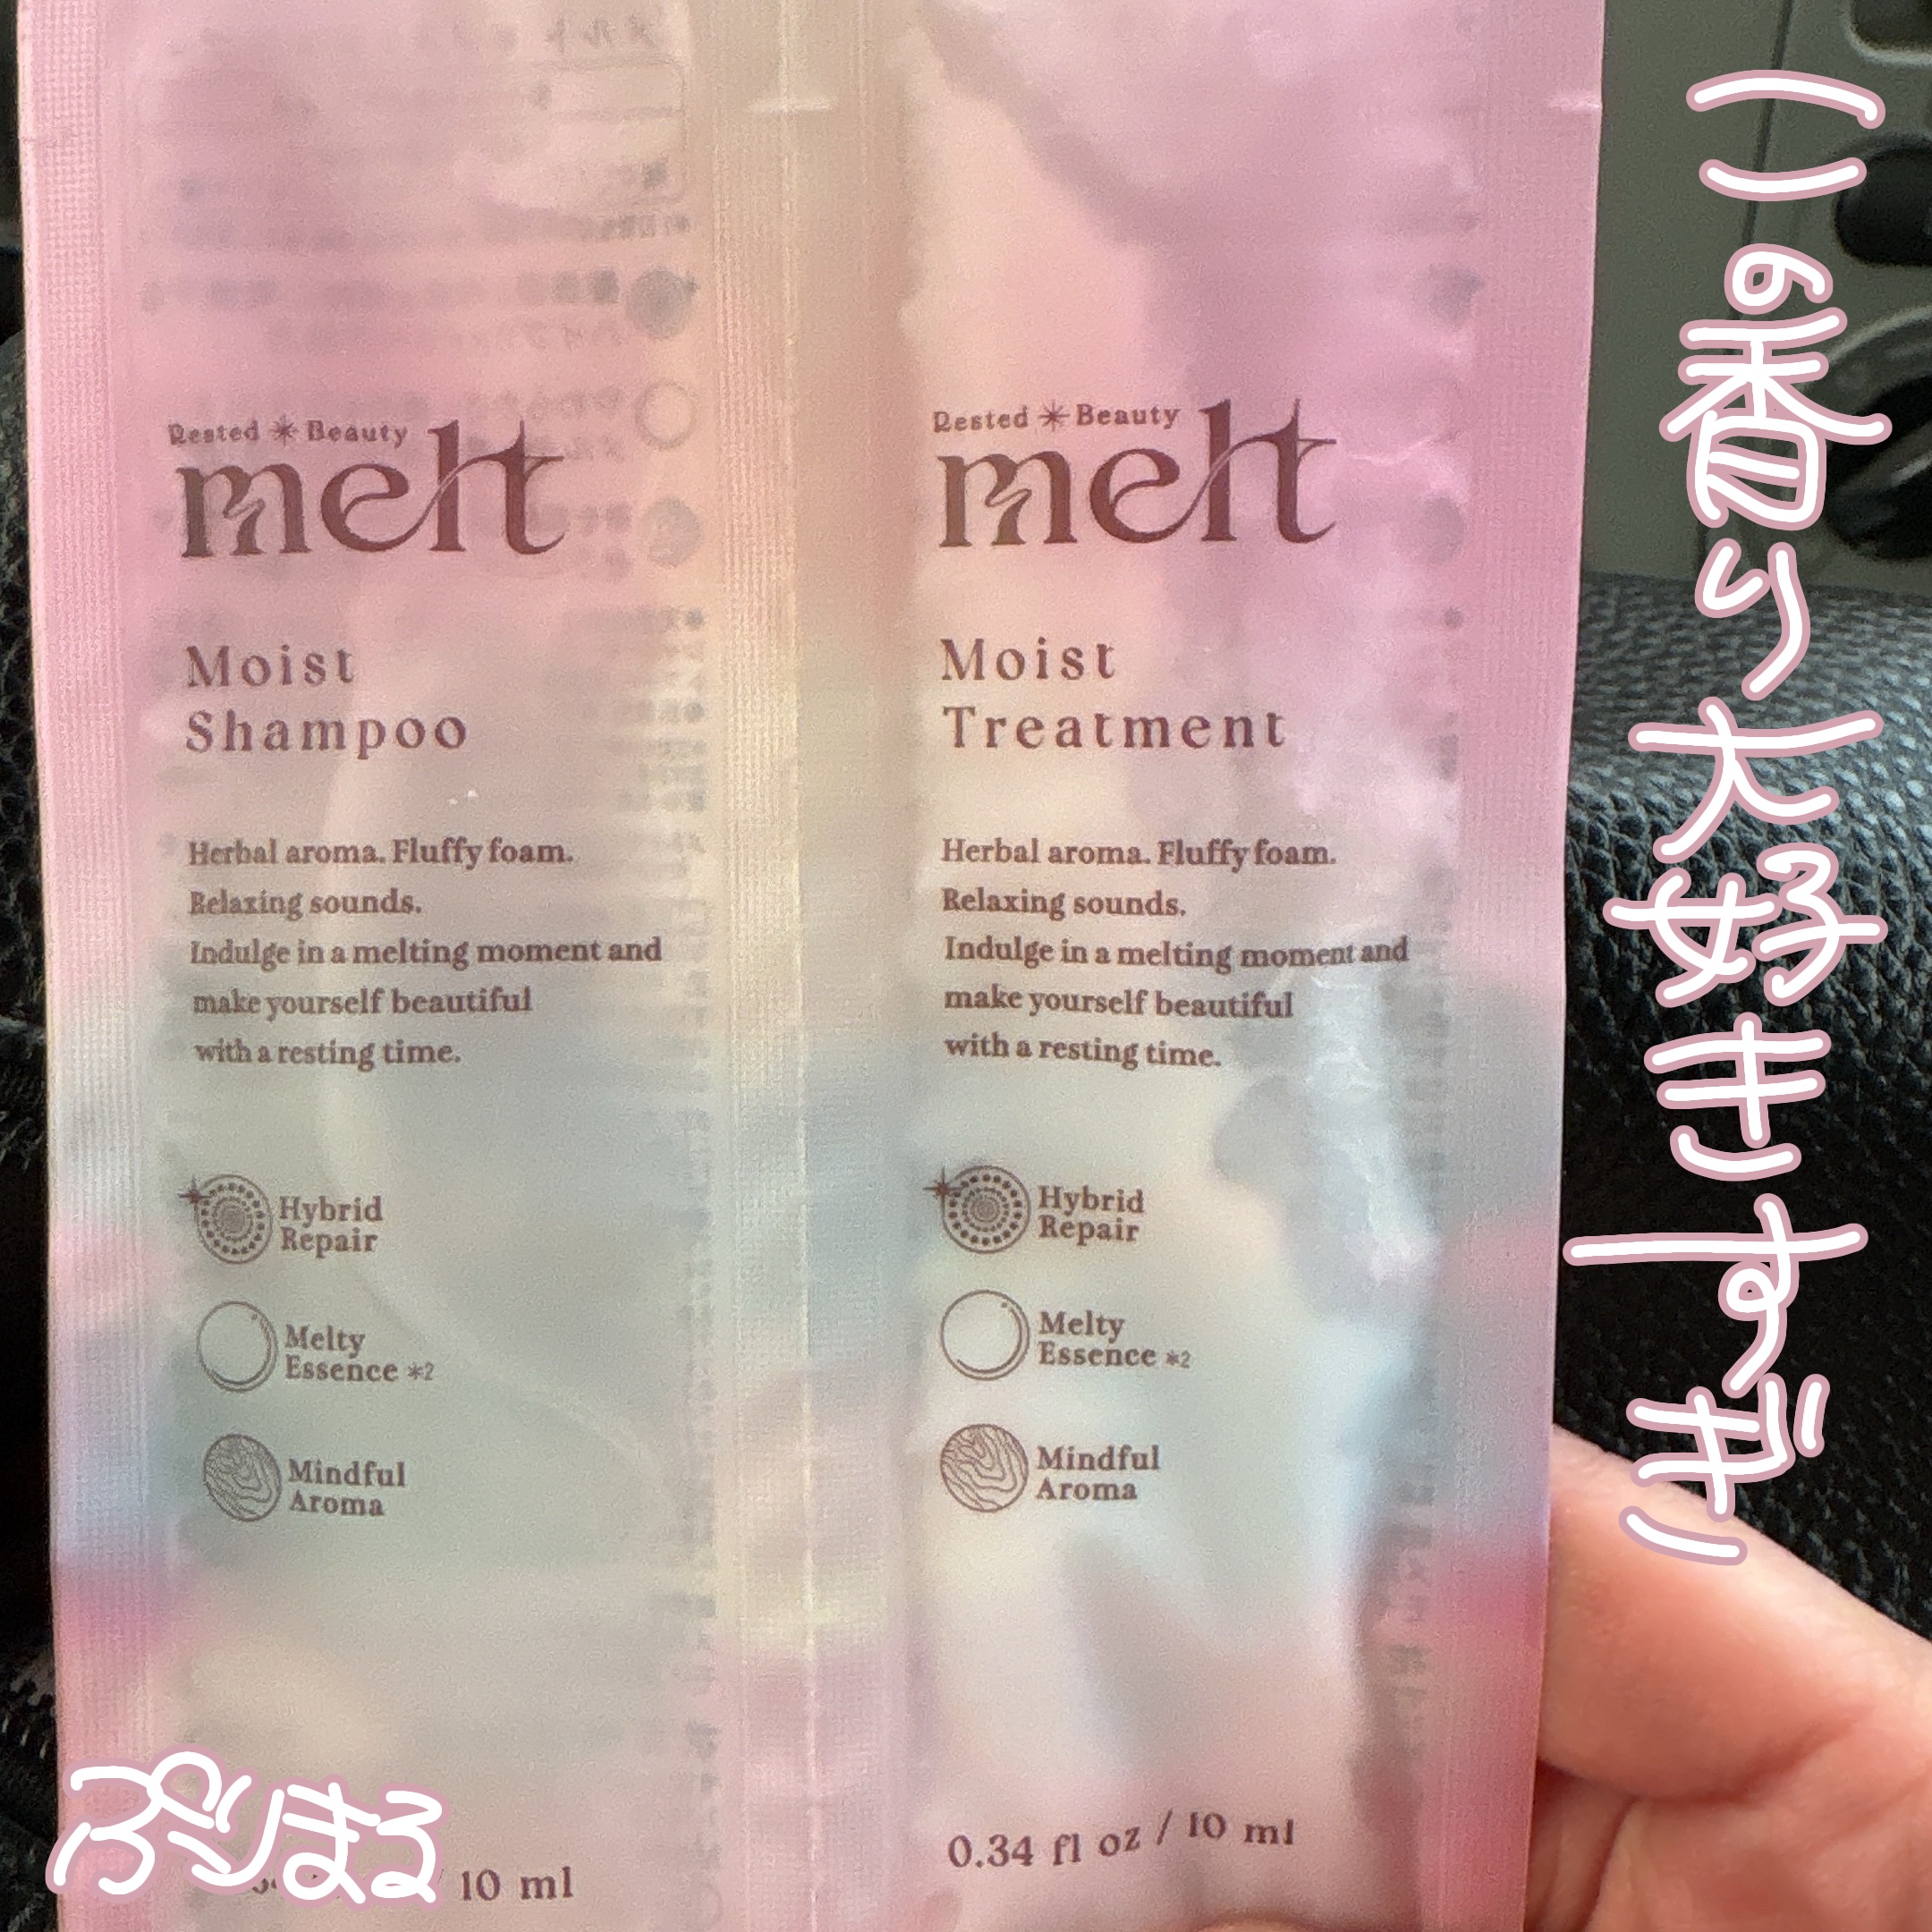 Rested * Beauty
melt
Moist
Shampoo
Herbal aroma. Fluffy foam.
Relaxing sounds.
Indulge in a melting moment and
make yourself beautiful
with a resting time.
Hybrid
Repair
Melty
Essence *2
Mindful
Aroma
/ 10 ml
Rested * Beauty
melt
Moist
Treatment
Herbal aroma. Fluffy foam.
Relaxing sounds.
Indulge in a melting moment and
make yourself beautiful
with a resting time.
Hybrid
Repair
Melty
Essence *2
Mindful
Aroma
0.34 fl oz / 10 ml
この香り大好きすぎ
ぷりまる